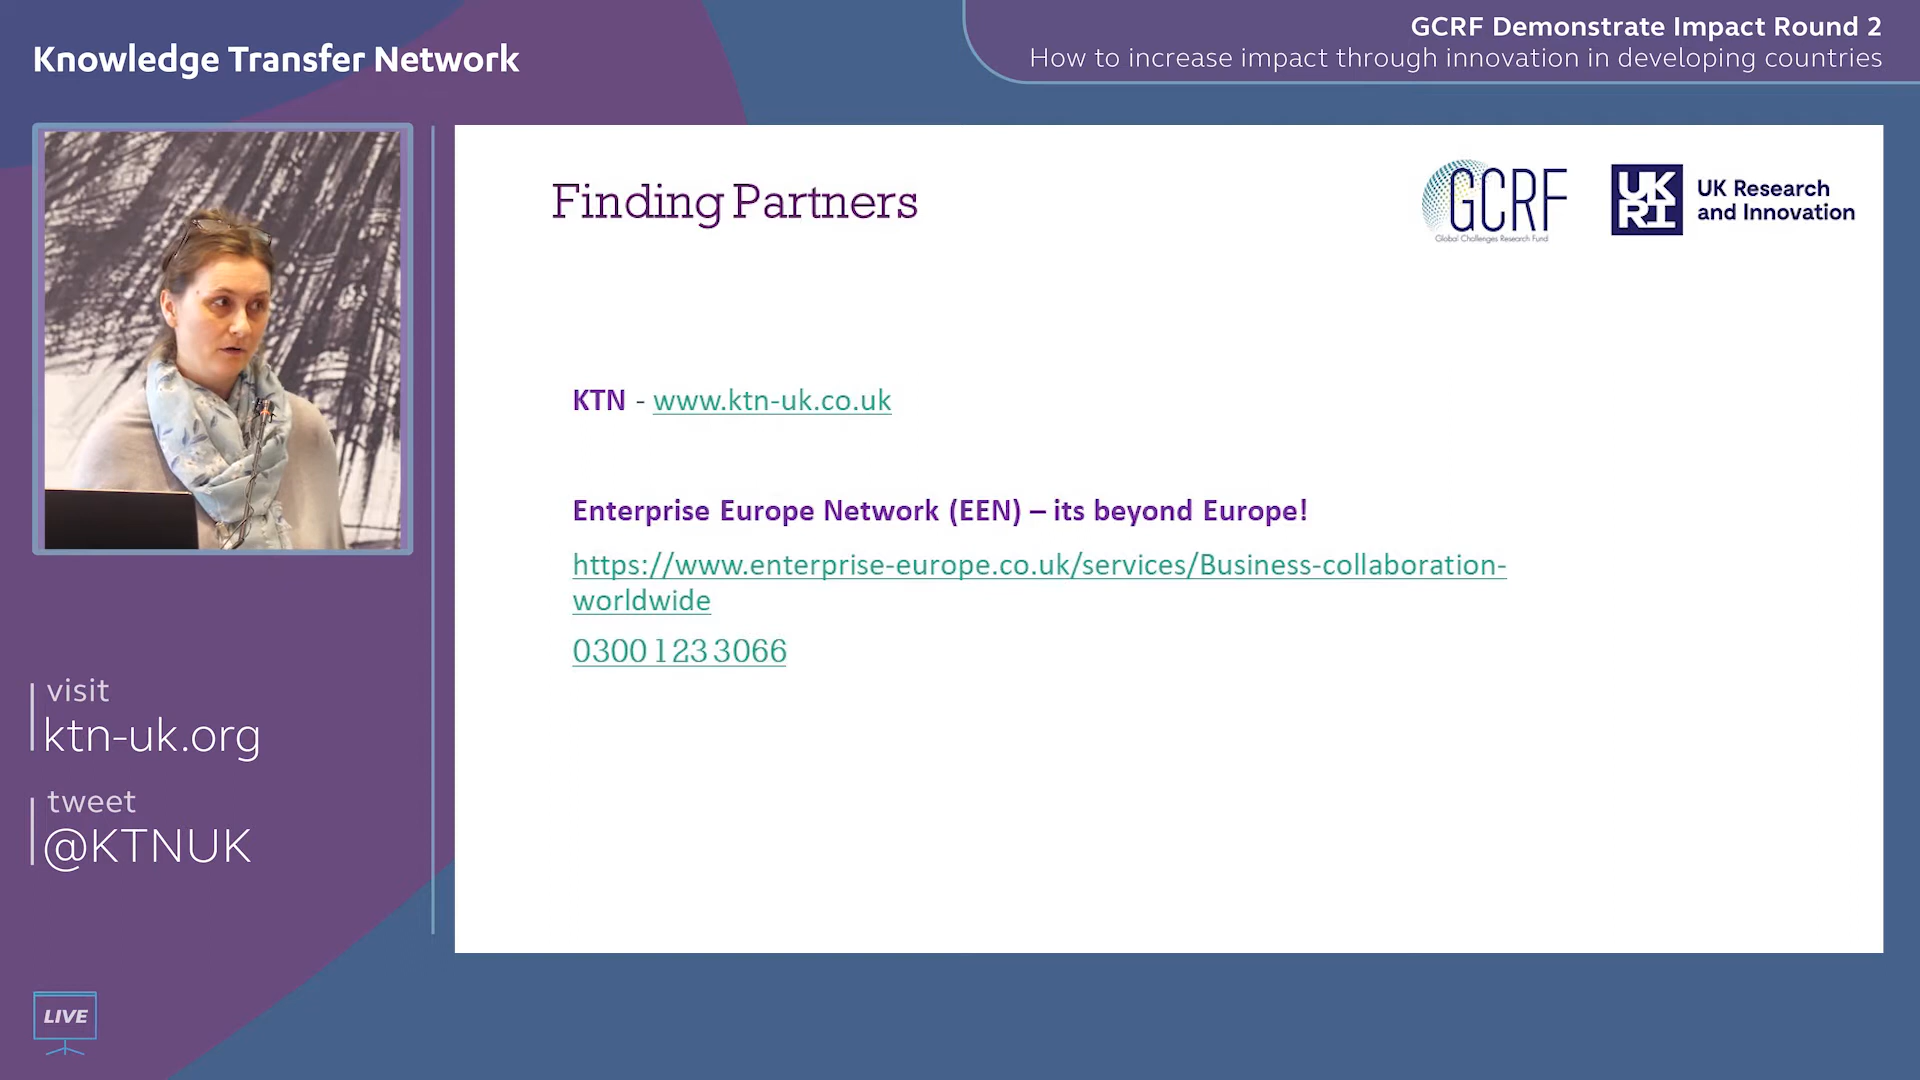 Knowledge Transfer Network
GCRF Demonstrate Impact Round 2
How to increase impact through innovation in developing countries
Finding Partners
GCRF
Global Challenges Research Fund
UK
RI
UK Research
and Innovation
KTN - www.ktn-uk.co.uk
Enterprise Europe Network (EEN) – its beyond Europe!
https://www.enterprise-europe.co.uk/services/Business-collaboration-
worldwide
0300 123 3066
visit
ktn-uk.org
tweet
@KTNUK
LIVE